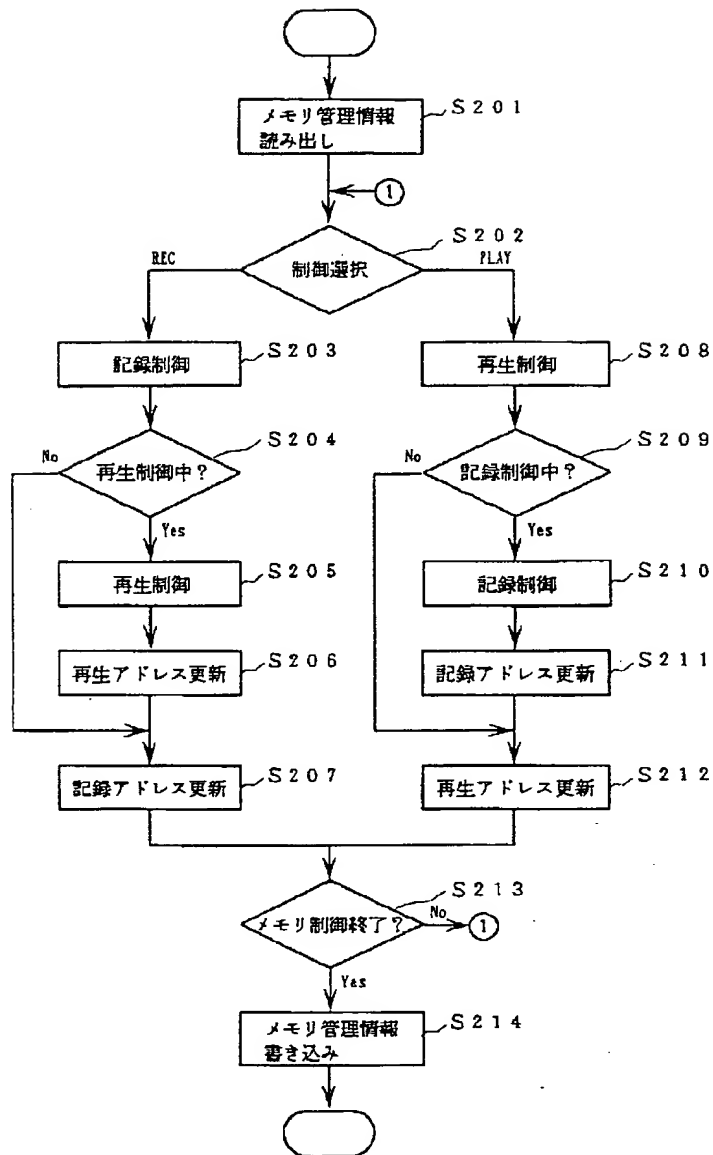 メモリ管理情報
読み出し
S201
①
制御選択
S202
REC
PLAY
記録制御
S203
再生制御
S208
再生制御中?
S204
No
Yes
記録制御中?
S209
No
Yes
再生制御
S205
記録制御
S210
再生アドレス更新
S206
記録アドレス更新
S211
記録アドレス更新
S207
再生アドレス更新
S212
メモリ制御終了?
S213
No
①
Yes
メモリ管理情報
書き込み
S214